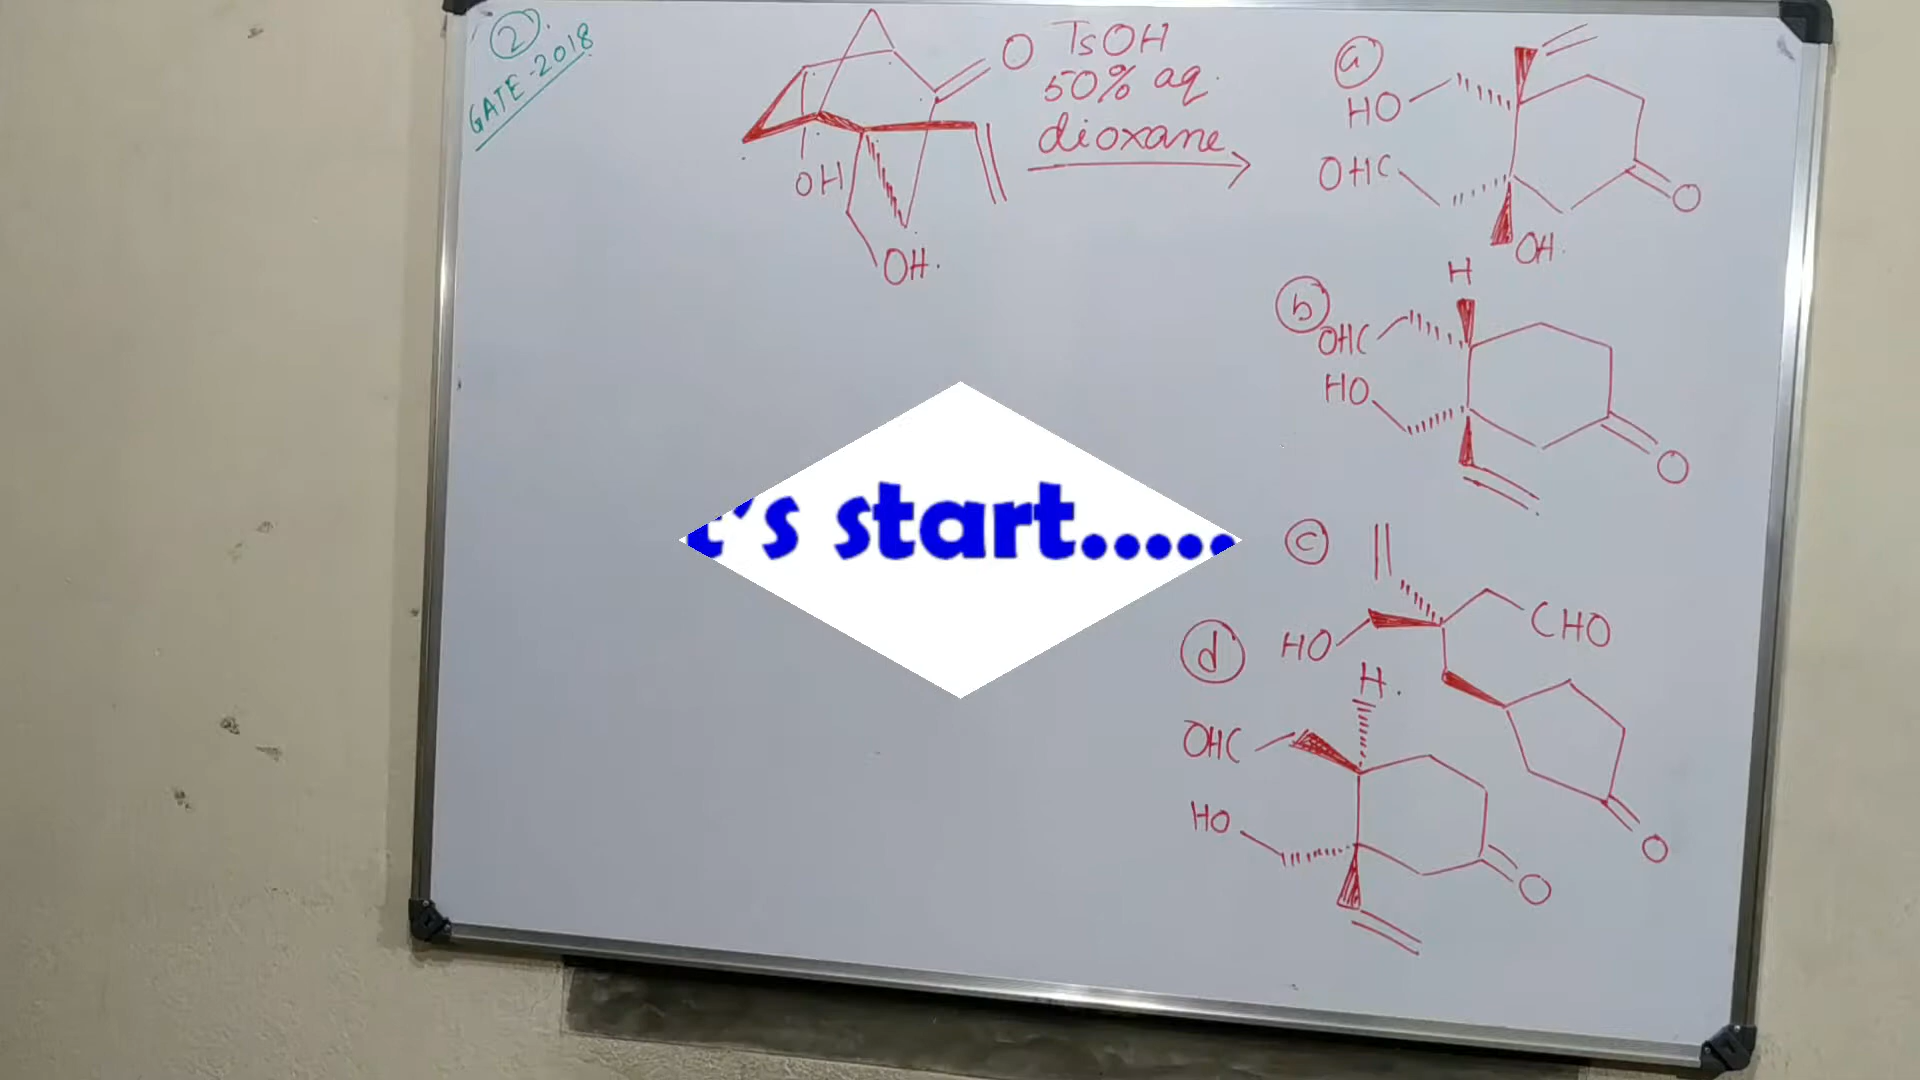 2.
GATE-2018
O
OH
OH.
TsOH
50% aq.
dioxane
a
HO
OHC
OH.
O
b
H
OHC
HO
O
c
HO
CHO
O
d
H.
OHC
HO
O
t's start.....